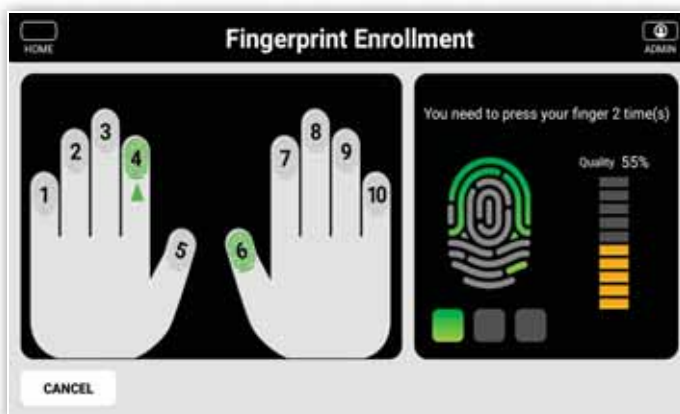 HOME
Fingerprint Enrollment
ADMIN
1 2 3 4 5 6 7 8 9 10
You need to press your finger 2 time(s)
Quality 55%
CANCEL